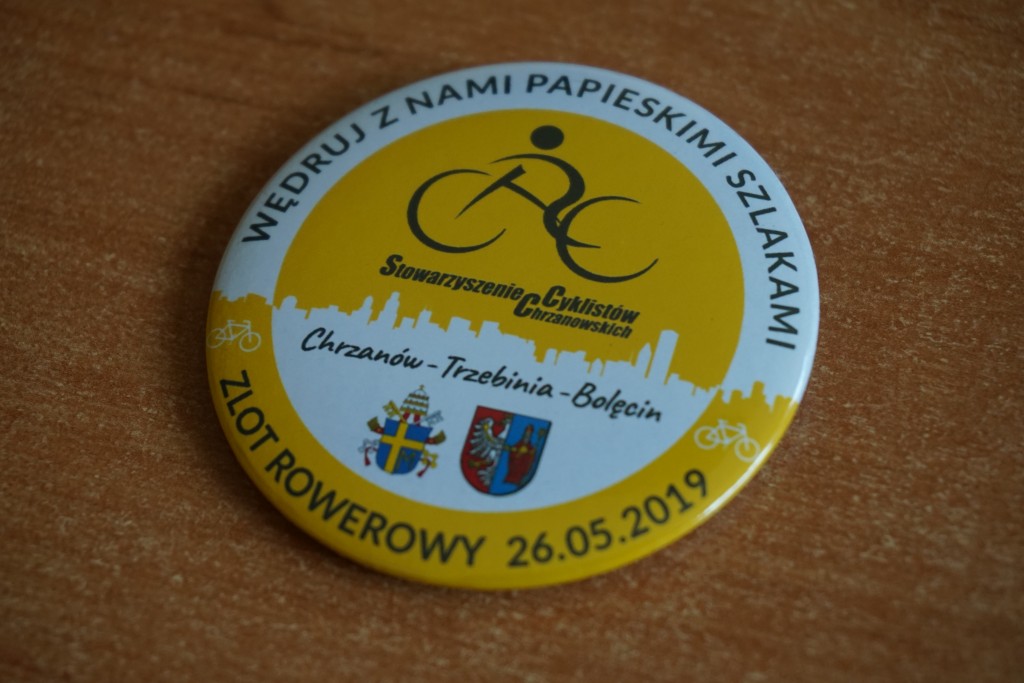 WĘDRUJ Z NAMI PAPIESKIMI SZLAKAMI
Stowarzyszenie Cyklistów
Chrzanowskich
Chrzanów - Trzebinia - Bolęcin
ZLOT ROWEROWY 26.05.2019